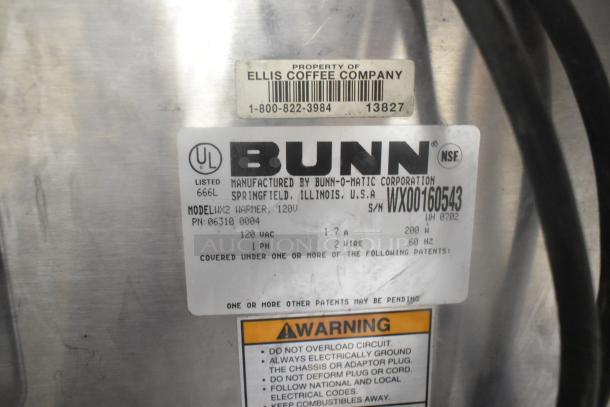 PROPERTY OF
ELLIS COFFEE COMPANY
1-800-822-3984 13827
UL
LISTED
666L
BUNN®
NSF
MANUFACTURED BY BUNN-O-MATIC CORPORATION
SPRINGFIELD, ILLINOIS, U.S.A
S/N WX00160543
MODEL WX2 WARMER, 120V
WH 0702
PN: 06310 0004
120 VAC 1.7 A 200 W
1 PH 2 WIRE 60 HZ
COVERED UNDER ONE OR MORE OF THE FOLLOWING PATENTS:
ONE OR MORE OTHER PATENTS MAY BE PENDING
WARNING
• DO NOT OVERLOAD CIRCUIT.
• ALWAYS ELECTRICALLY GROUND
THE CHASSIS OR ADAPTOR PLUG.
• DO NOT DEFORM PLUG OR CORD.
• FOLLOW NATIONAL AND LOCAL
ELECTRICAL CODES.
• KEEP COMBUSTIBLES AWAY.